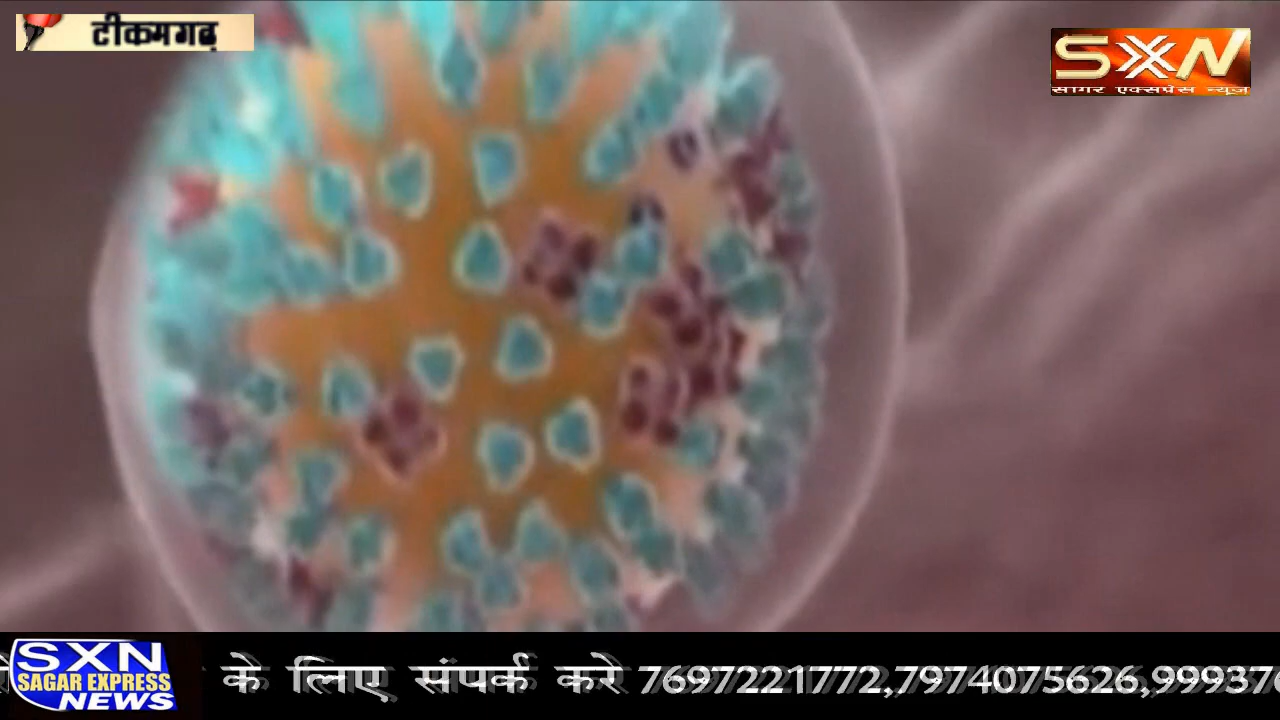 टीकमगढ़
SXN
सागर एक्सप्रेस न्यूज़
SXN
SAGAR EXPRESS
NEWS
के लिए संपर्क करे 7697221772,7974075626,99937